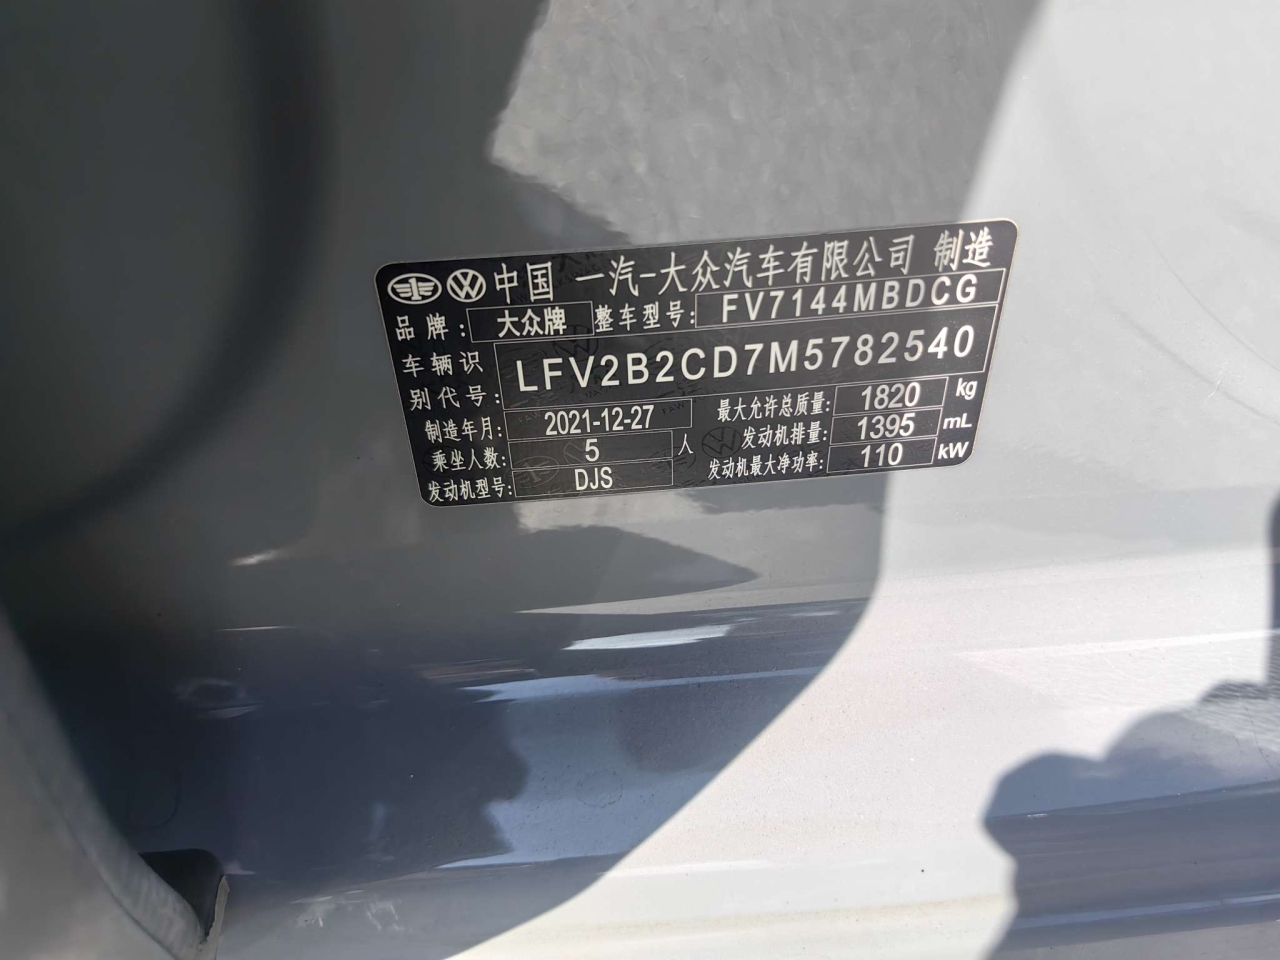 中国 一汽-大众汽车有限公司 制造
品牌: 大众牌 整车型号: FV7144MBDCG
车辆识别代号: LFV2B2CD7M5782540
制造年月: 2021-12-27 最大允许总质量: 1820 kg
乘坐人数: 5 人 发动机排量: 1395 mL
发动机型号: DJS 发动机最大净功率: 110 kW